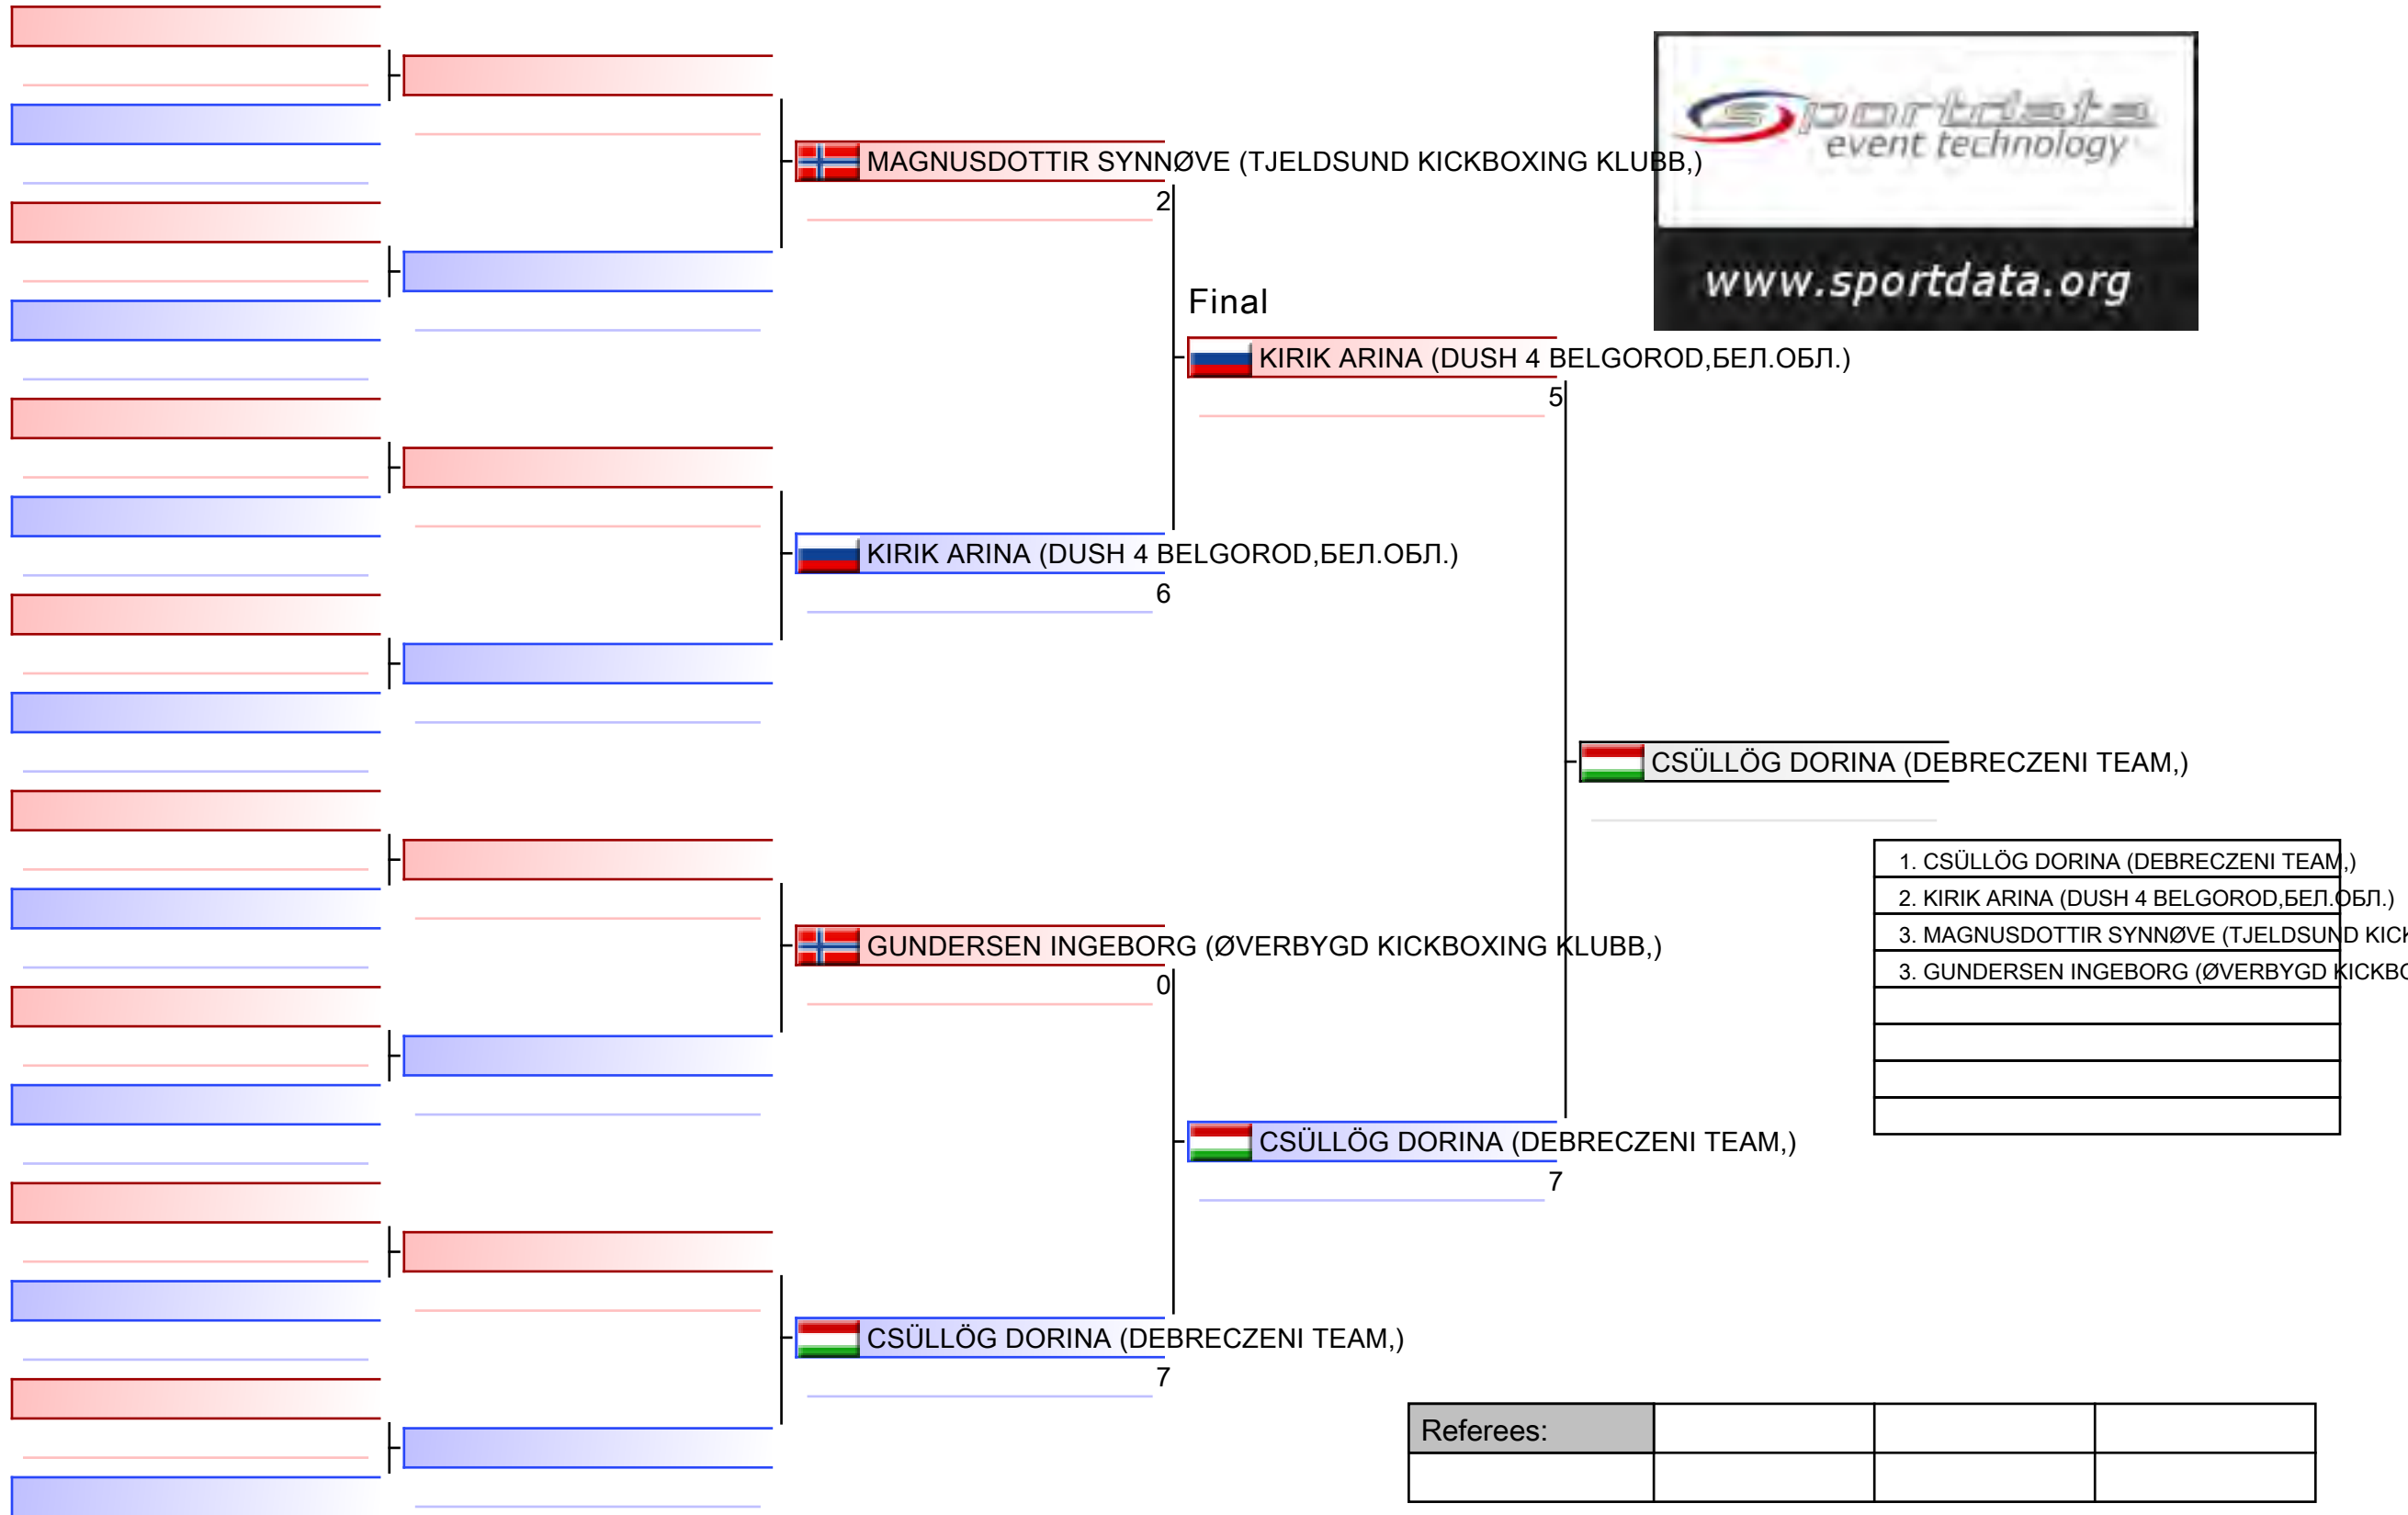 sportdata
event technology
www.sportdata.org
MAGNUSDOTTIR SYNNØVE (TJELDSUND KICKBOXING KLUBB,)
2
Final
KIRIK ARINA (DUSH 4 BELGOROD,БЕЛ.ОБЛ.)
5
KIRIK ARINA (DUSH 4 BELGOROD,БЕЛ.ОБЛ.)
6
CSÜLLÖG DORINA (DEBRECZENI TEAM,)
1. CSÜLLÖG DORINA (DEBRECZENI TEAM,)
2. KIRIK ARINA (DUSH 4 BELGOROD,БЕЛ.ОБЛ.)
3. MAGNUSDOTTIR SYNNØVE (TJELDSUND KICK
3. GUNDERSEN INGEBORG (ØVERBYGD KICKBO
GUNDERSEN INGEBORG (ØVERBYGD KICKBOXING KLUBB,)
0
CSÜLLÖG DORINA (DEBRECZENI TEAM,)
7
CSÜLLÖG DORINA (DEBRECZENI TEAM,)
7
Referees: